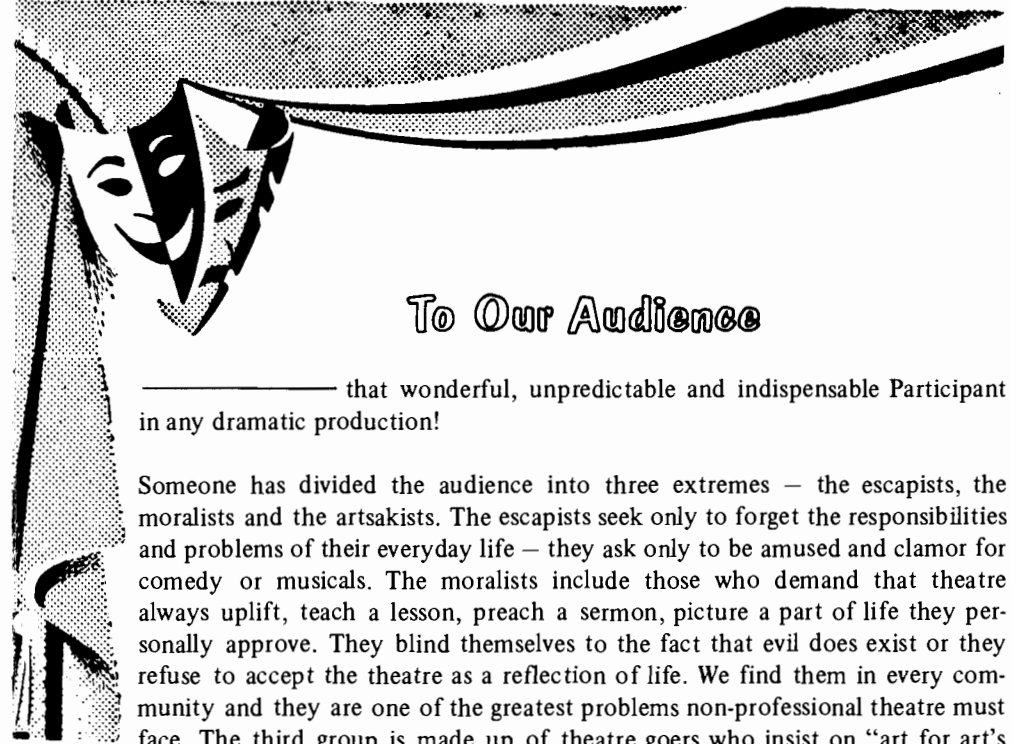 To Our Audience
that wonderful, unpredictable and indispensable Participant
in any dramatic production!
Someone has divided the audience into three extremes — the escapists, the
moralists and the artsakists. The escapists seek only to forget the responsibilities
and problems of their everyday life — they ask only to be amused and clamor for
comedy or musicals. The moralists include those who demand that theatre
always uplift, teach a lesson, preach a sermon, picture a part of life they per-
sonally approve. They blind themselves to the fact that evil does exist or they
refuse to accept the theatre as a reflection of life. We find them in every com-
munity and they are one of the greatest problems non-professional theatre must
face. The third group is made up of theatre goers who insist on "art for art's